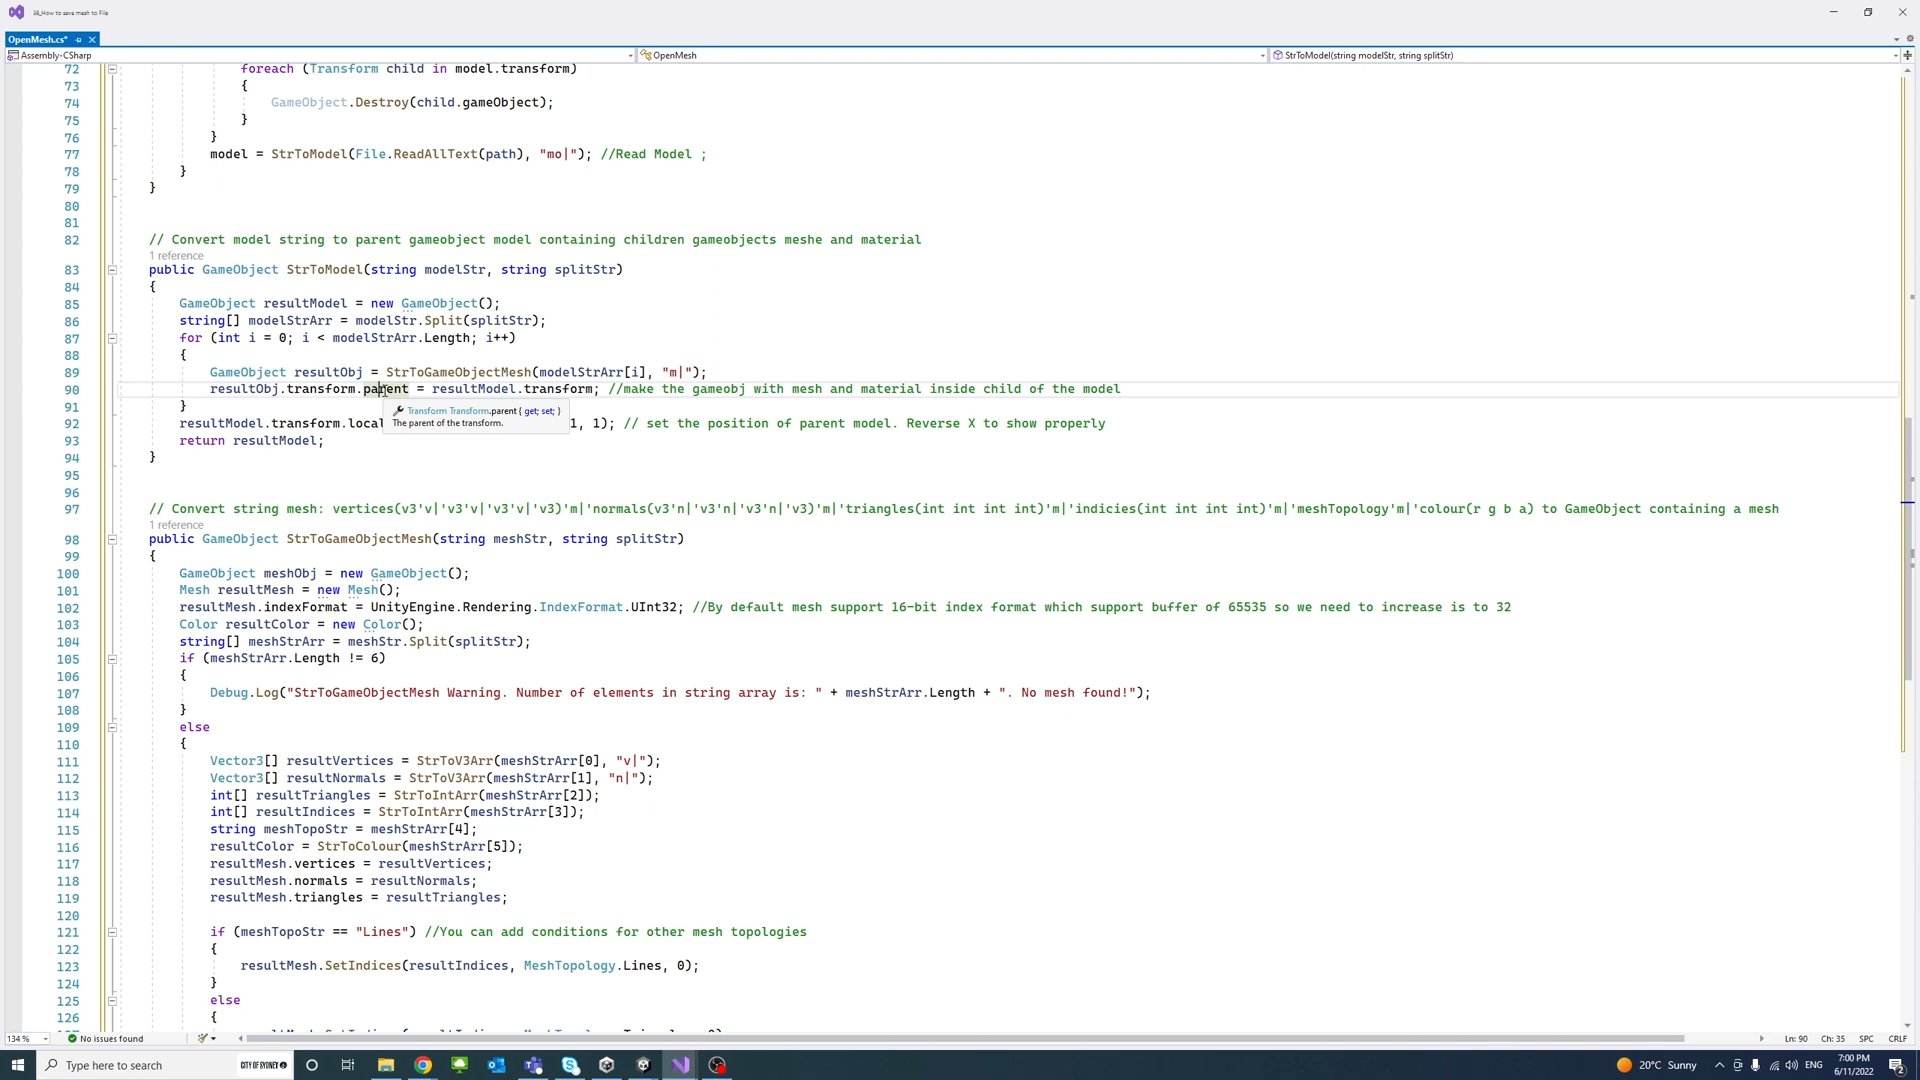 38_How to save mesh to File
OpenMesh.cs*
Assembly-CSharp
OpenMesh
StrToModel(string modelStr, string splitStr)
72 foreach (Transform child in model.transform)
73 {
74 GameObject.Destroy(child.gameObject);
75 }
76 }
77 model = StrToModel(File.ReadAllText(path), "mo|"); //Read Model ;
78 }
79 }
80
81
82 // Convert model string to parent gameobject model containing children gameobjects meshe and material
1 reference
83 public GameObject StrToModel(string modelStr, string splitStr)
84 {
85 GameObject resultModel = new GameObject();
86 string[] modelStrArr = modelStr.Split(splitStr);
87 for (int i = 0; i < modelStrArr.Length; i++)
88 {
89 GameObject resultObj = StrToGameObjectMesh(modelStrArr[i], "m|");
90 resultObj.transform.parent = resultModel.transform; //make the gameobj with mesh and material inside child of the model
91 }
Transform Transform.parent { get; set; }
The parent of the transform.
92 resultModel.transform.local 1, 1); // set the position of parent model. Reverse X to show properly
93 return resultModel;
94 }
95
96
97 // Convert string mesh: vertices(v3'v|'v3'v|'v3'v|'v3)'m|'normals(v3'n|'v3'n|'v3'n|'v3)'m|'triangles(int int int int)'m|'indicies(int int int int)'m|'meshTopology'm|'colour(r g b a) to GameObject containing a mesh
1 reference
98 public GameObject StrToGameObjectMesh(string meshStr, string splitStr)
99 {
100 GameObject meshObj = new GameObject();
101 Mesh resultMesh = new Mesh();
102 resultMesh.indexFormat = UnityEngine.Rendering.IndexFormat.UInt32; //By default mesh support 16-bit index format which support buffer of 65535 so we need to increase is to 32
103 Color resultColor = new Color();
104 string[] meshStrArr = meshStr.Split(splitStr);
105 if (meshStrArr.Length != 6)
106 {
107 Debug.Log("StrToGameObjectMesh Warning. Number of elements in string array is: " + meshStrArr.Length + ". No mesh found!");
108 }
109 else
110 {
111 Vector3[] resultVertices = StrToV3Arr(meshStrArr[0], "v|");
112 Vector3[] resultNormals = StrToV3Arr(meshStrArr[1], "n|");
113 int[] resultTriangles = StrToIntArr(meshStrArr[2]);
114 int[] resultIndices = StrToIntArr(meshStrArr[3]);
115 string meshTopoStr = meshStrArr[4];
116 resultColor = StrToColour(meshStrArr[5]);
117 resultMesh.vertices = resultVertices;
118 resultMesh.normals = resultNormals;
119 resultMesh.triangles = resultTriangles;
120
121 if (meshTopoStr == "Lines") //You can add conditions for other mesh topologies
122 {
123 resultMesh.SetIndices(resultIndices, MeshTopology.Lines, 0);
124 }
125 else
126 {
134 % No issues found Ln: 90 Ch: 35 SPC CRLF
Type here to search CITY OF SYDNEY 20°C Sunny ENG 7:00 PM
6/11/2022